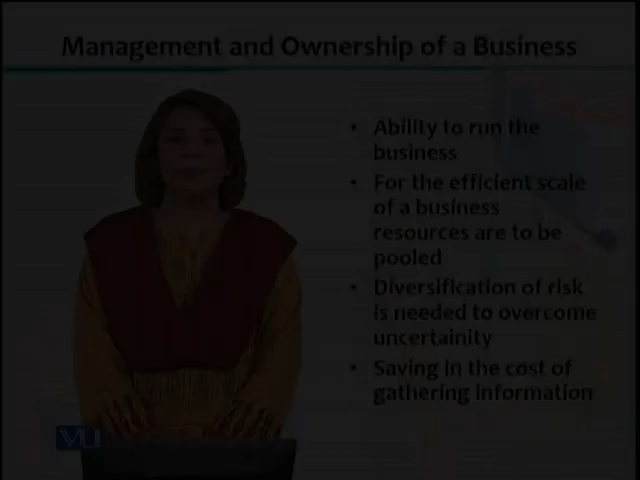 Management and Ownership of a Business
• Ability to run the
business
• For the efficient scale
of a business
resources are to be
pooled
• Diversification of risk
is needed to overcome
uncertainity
• Saving in the cost of
gathering information
VU